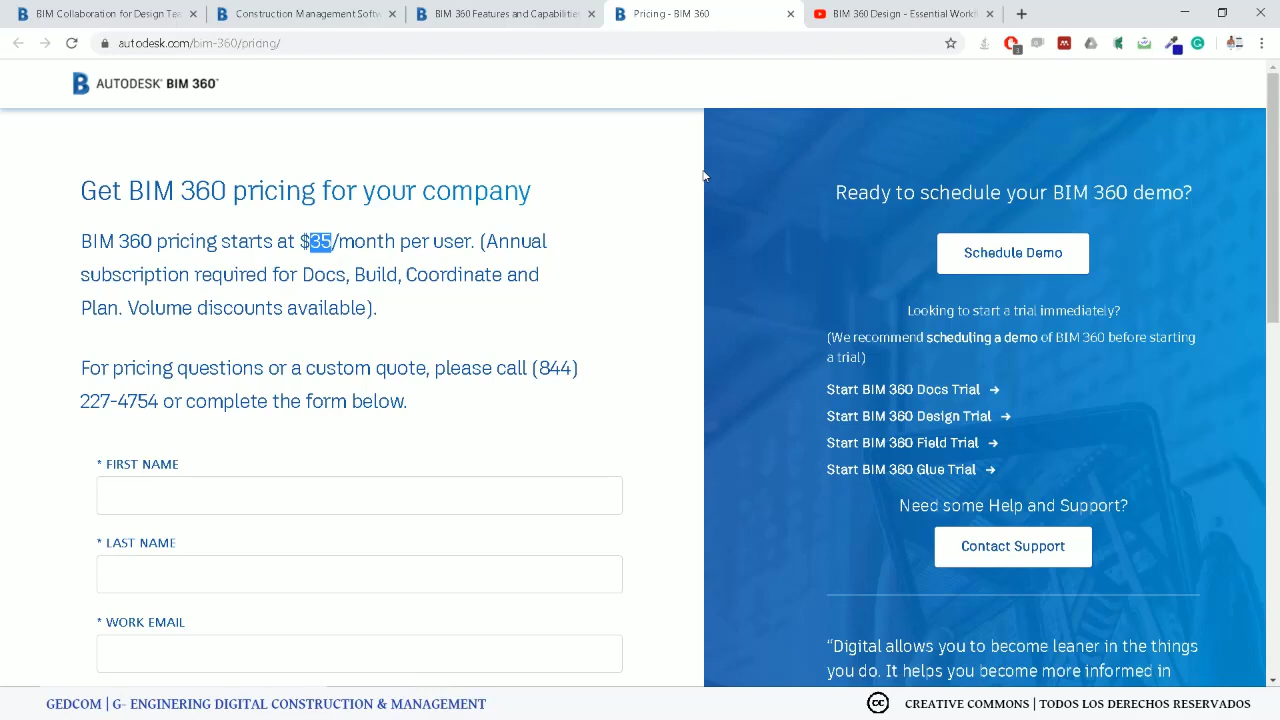 BIM Collaboration for Design Te
Construction Management Softw
BIM 360 Features and Capabilities
Pricing - BIM 360
BIM 360 Design - Essential Workf
autodesk.com/bim-360/pricing/
AUTODESK® BIM 360™
Get BIM 360 pricing for your company
BIM 360 pricing starts at $35/month per user. (Annual
subscription required for Docs, Build, Coordinate and
Plan. Volume discounts available).
For pricing questions or a custom quote, please call (844)
227-4754 or complete the form below.
* FIRST NAME
* LAST NAME
* WORK EMAIL
Ready to schedule your BIM 360 demo?
Schedule Demo
Looking to start a trial immediately?
(We recommend scheduling a demo of BIM 360 before starting
a trial)
Start BIM 360 Docs Trial →
Start BIM 360 Design Trial →
Start BIM 360 Field Trial →
Start BIM 360 Glue Trial →
Need some Help and Support?
Contact Support
“Digital allows you to become leaner in the things
you do. It helps you become more informed in
GEDCOM | G- ENGINERING DIGITAL CONSTRUCTION & MANAGEMENT
cc CREATIVE COMMONS | TODOS LOS DERECHOS RESERVADOS